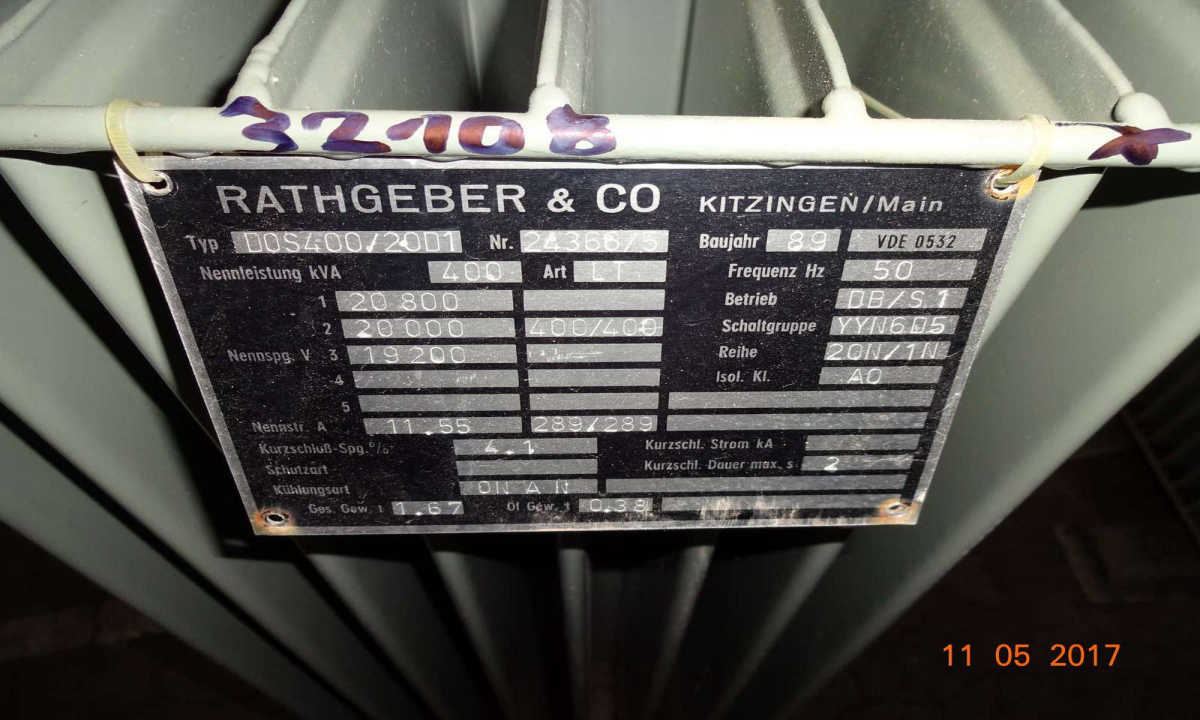 32108
RATHGEBER & CO KITZINGEN/Main
Typ DOS400/20D1 Nr. 24366/5 Baujahr 89 VDE 0532
Nennleistung kVA 400 Art LT Frequenz Hz 50
1 20 800 Betrieb DB/S.1
2 20 000 400/400 Schaltgruppe YYN6D5
Nennspg. V 3 19 200 Reihe 20N/1N
4 Isol. Kl. AO
5
Nennstr. A 11.55 289/289
Kurzschluß-Spg.% 4.1 Kurzschl. Strom kA
Schutzart Kurzschl. Dauer max. s 2
Kühlungsart ON A N
Ges. Gew. t 1.67 Öl Gew. t 0.38
11 05 2017